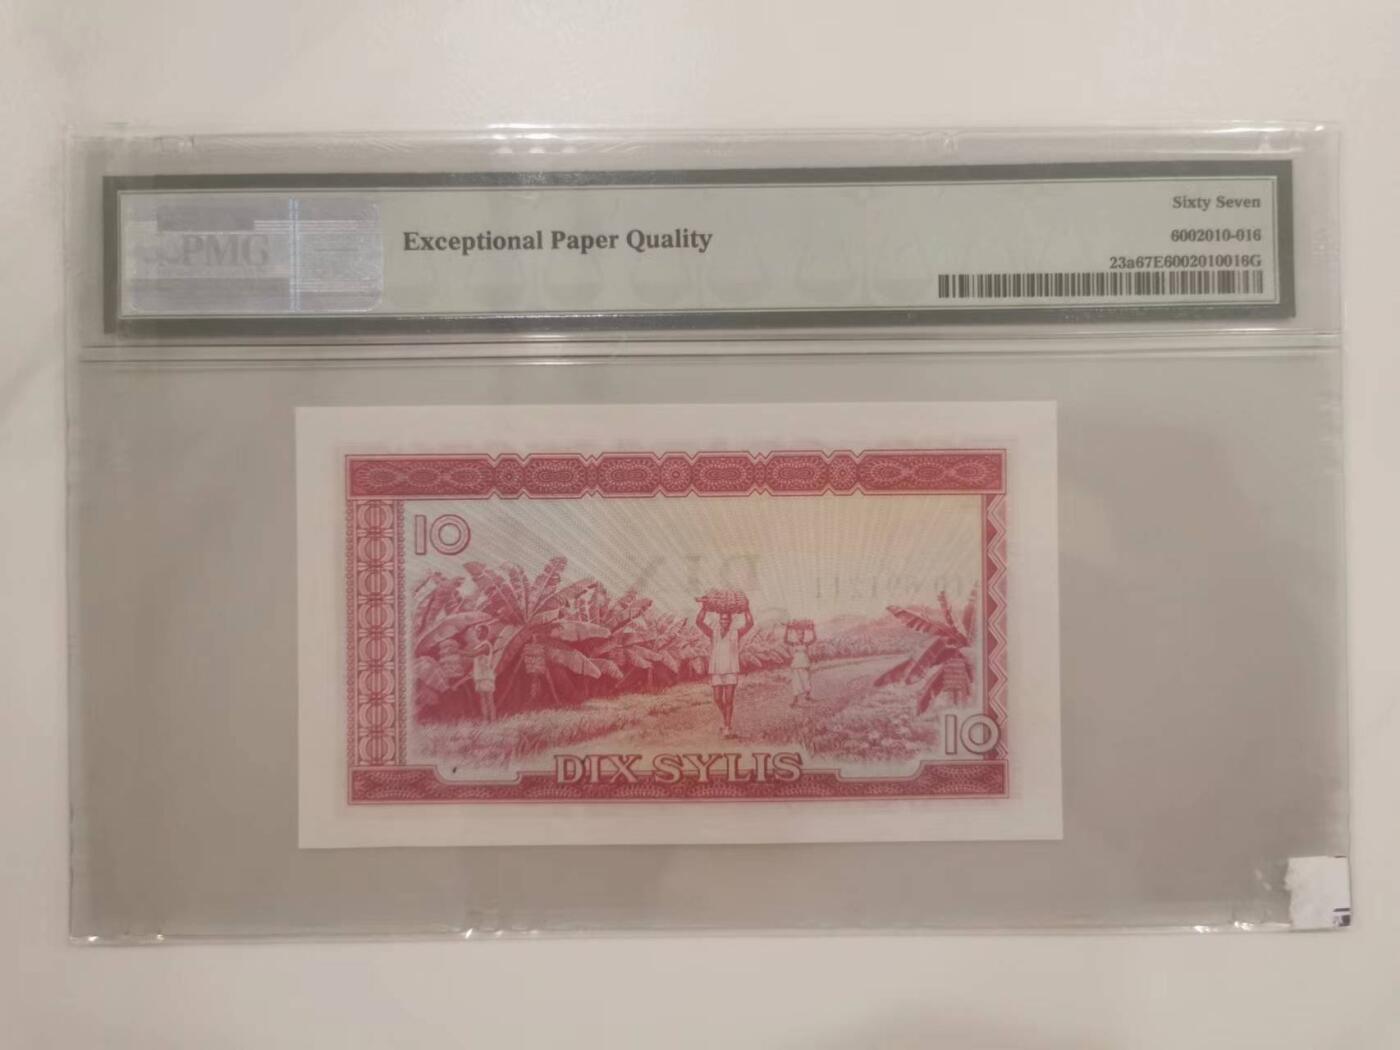 PMG
Exceptional Paper Quality
Sixty Seven
6002010-016
23a67E6002010016G
10
10
DIX SYLIS